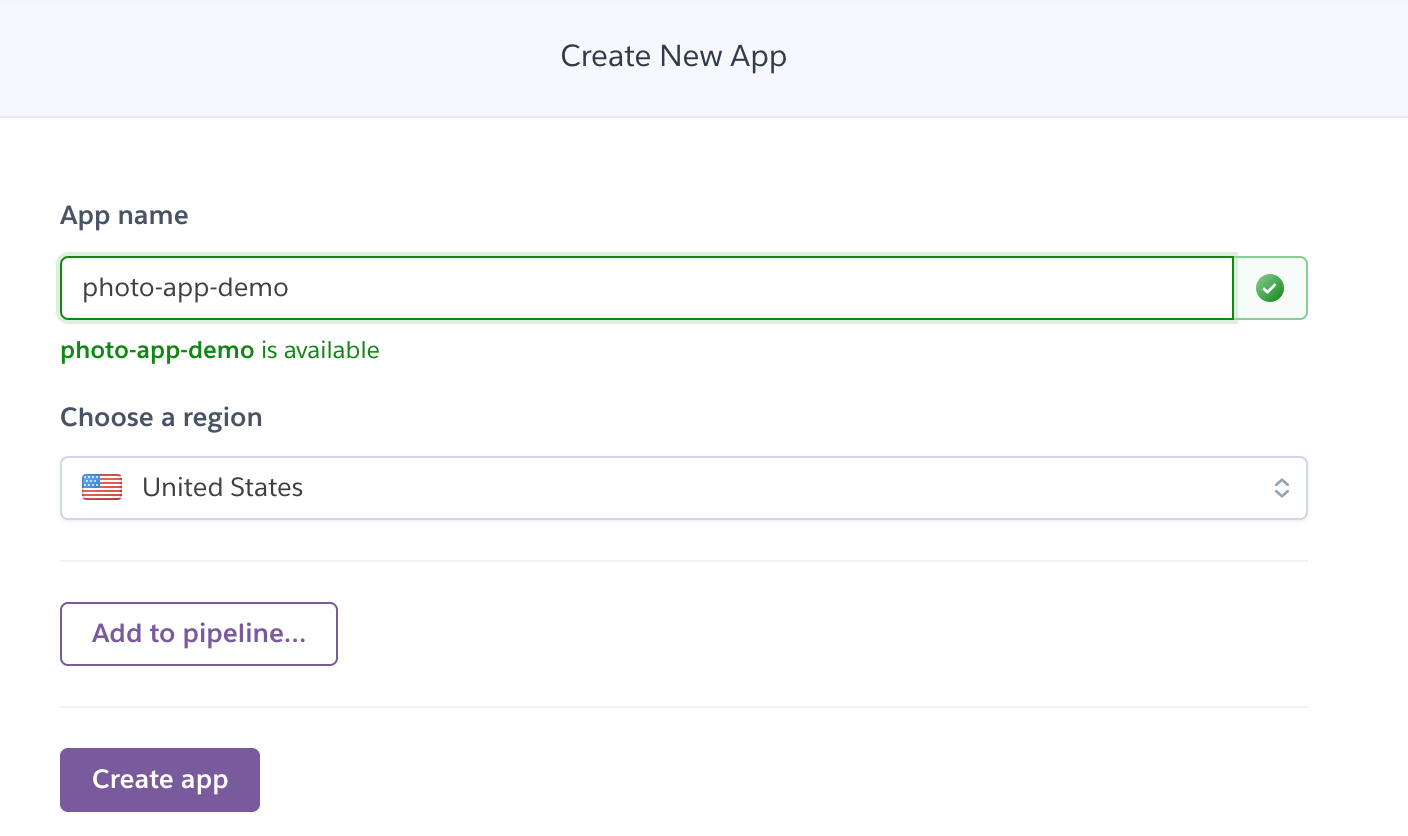 Create New App
App name
photo-app-demo
photo-app-demo is available
Choose a region
United States
Add to pipeline...
Create app